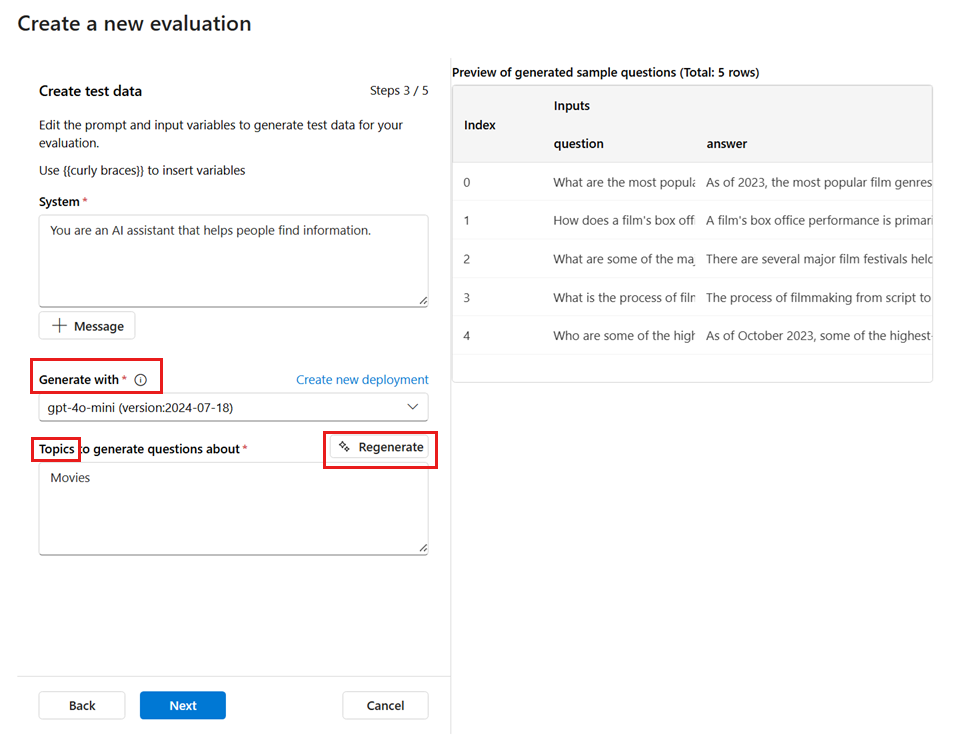 Create a new evaluation
Create test data
Steps 3 / 5
Edit the prompt and input variables to generate test data for your
evaluation.
Use {{curly braces}} to insert variables
System *
You are an AI assistant that helps people find information.
+ Message
Generate with *
Create new deployment
gpt-4o-mini (version:2024-07-18)
Topics to generate questions about *
Regenerate
Movies
Back
Next
Cancel
Preview of generated sample questions (Total: 5 rows)
Inputs
Index
question answer
0 What are the most popula As of 2023, the most popular film genres
1 How does a film's box off A film's box office performance is primari
2 What are some of the maj There are several major film festivals held
3 What is the process of film The process of filmmaking from script to
4 Who are some of the high As of October 2023, some of the highest-